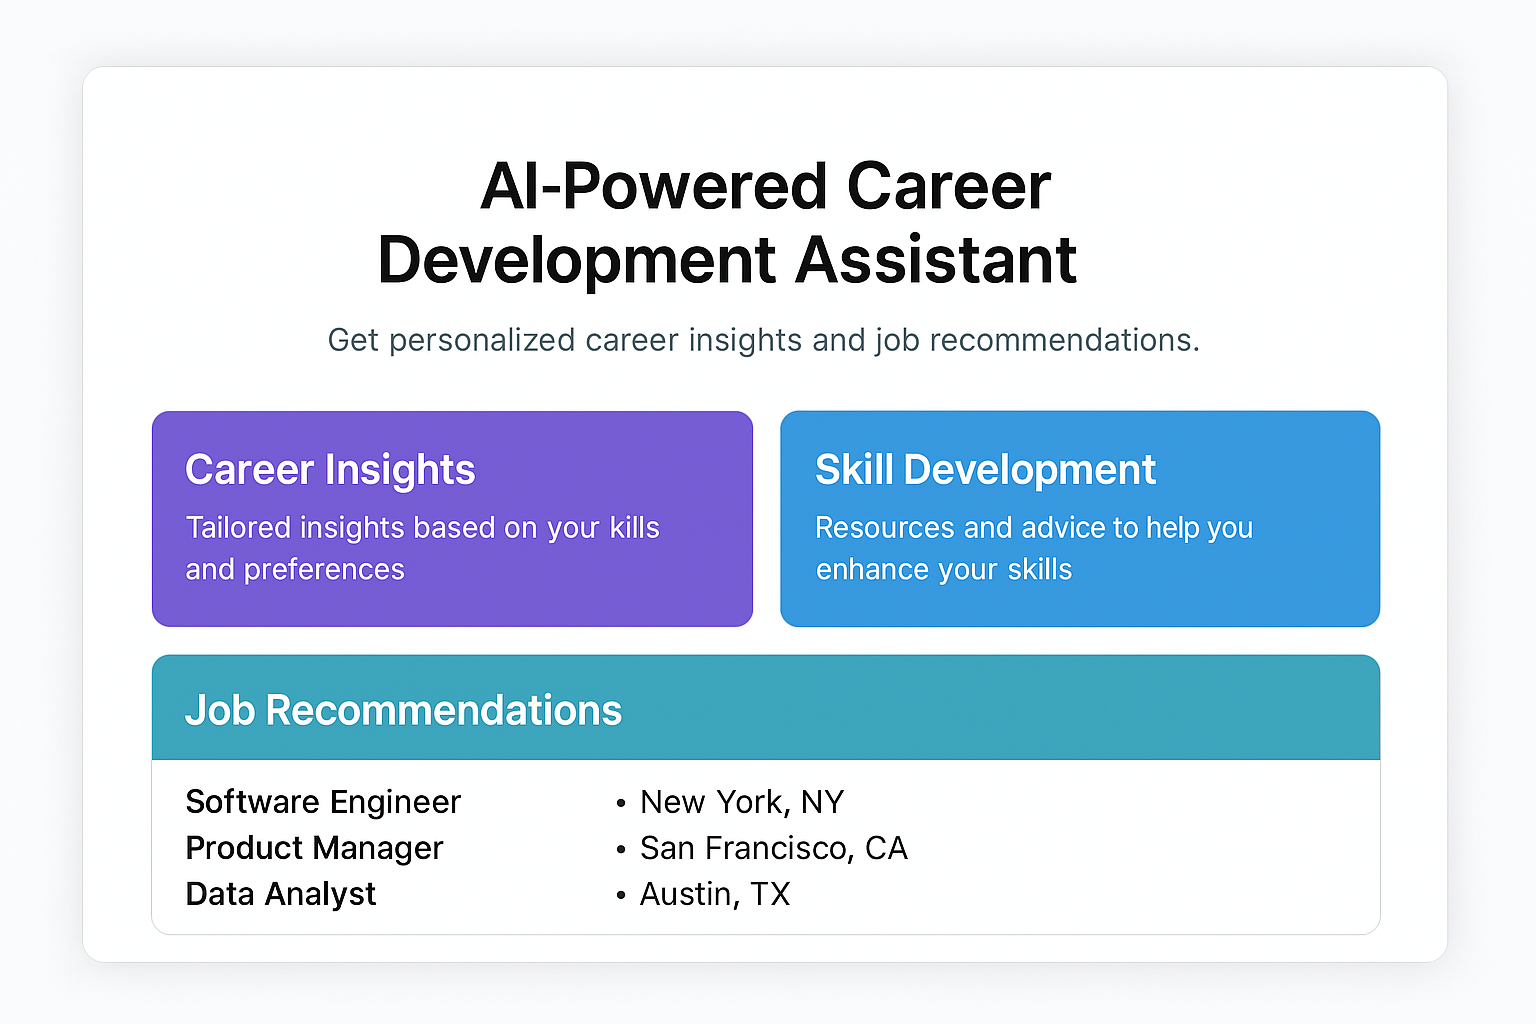 AI-Powered Career
Development Assistant
Get personalized career insights and job recommendations.
Career Insights
Tailored insights based on your kills
and preferences
Skill Development
Resources and advice to help you
enhance your skills
Job Recommendations
Software Engineer • New York, NY
Product Manager • San Francisco, CA
Data Analyst • Austin, TX